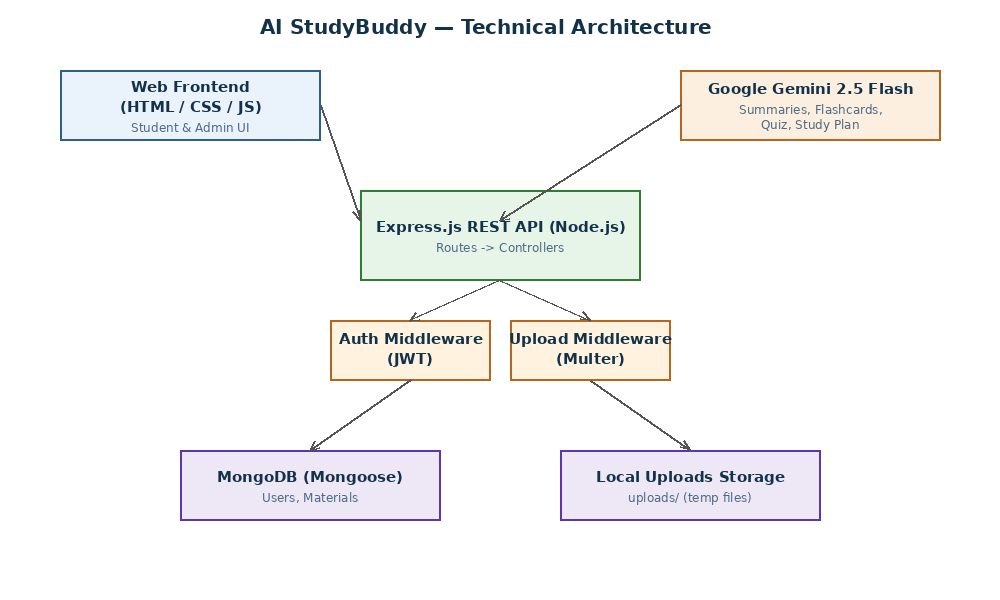 AI StudyBuddy — Technical Architecture
Web Frontend
(HTML / CSS / JS)
Student & Admin UI
Google Gemini 2.5 Flash
Summaries, Flashcards,
Quiz, Study Plan
Express.js REST API (Node.js)
Routes -> Controllers
Auth Middleware
(JWT)
Upload Middleware
(Multer)
MongoDB (Mongoose)
Users, Materials
Local Uploads Storage
uploads/ (temp files)